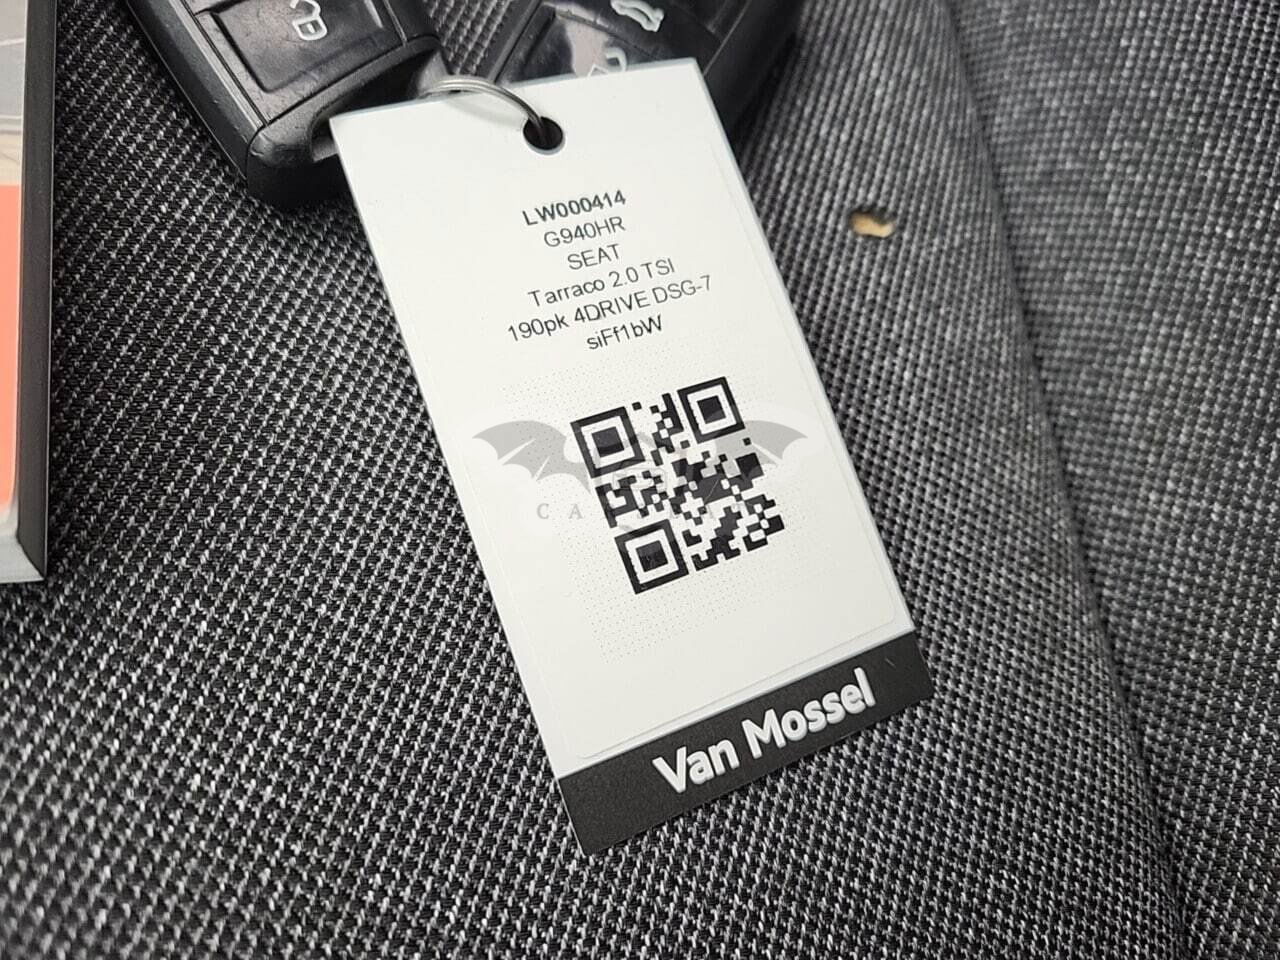 LW000414
G940HR
SEAT
Tarraco 2.0 TSI
190pk 4DRIVE DSG-7
siFf1bW
Van Mossel